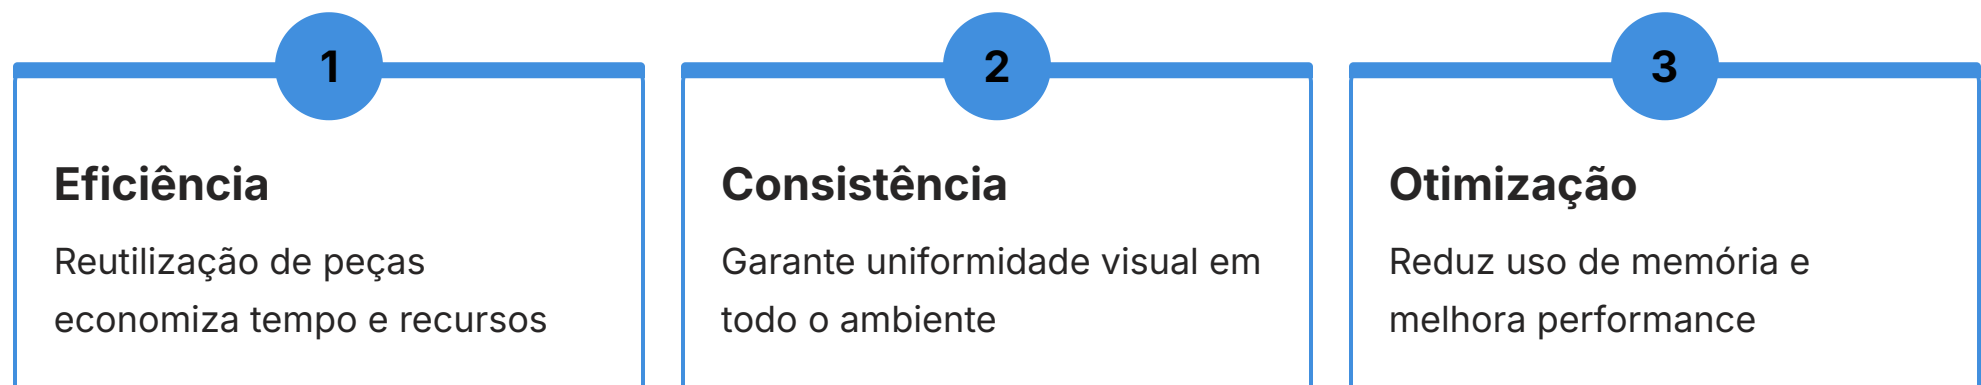 1
Eficiência
Reutilização de peças
economiza tempo e recursos
2
Consistência
Garante uniformidade visual em
todo o ambiente
3
Otimização
Reduz uso de memória e
melhora performance